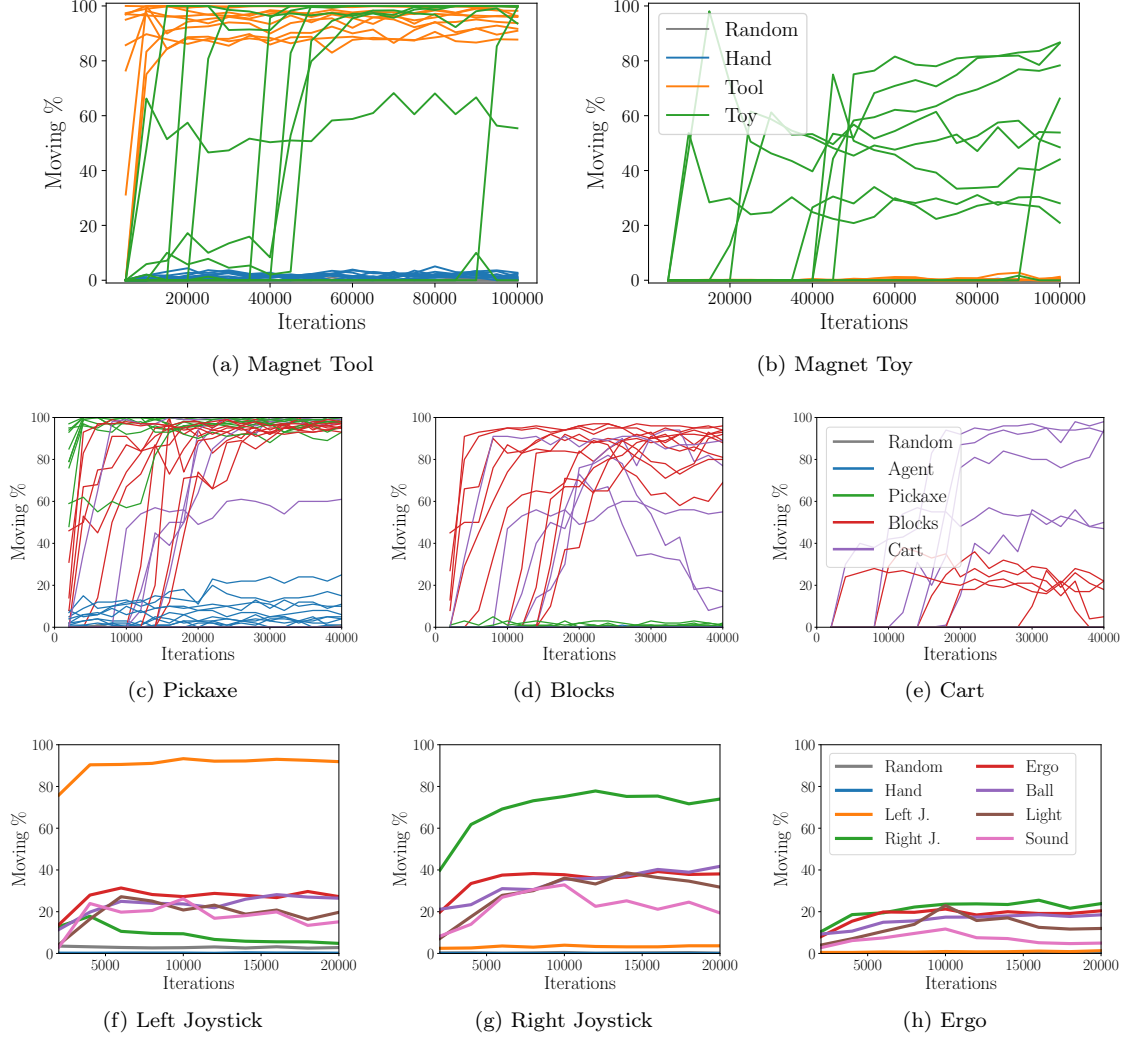 100
80
60
40
20
0
Moving %
20000 40000 60000 80000 100000
Iterations
(a) Magnet Tool
100
80
60
40
20
0
Moving %
Random
Hand
Tool
Toy
20000 40000 60000 80000 100000
Iterations
(b) Magnet Toy
100
80
60
40
20
0
Moving %
0 10000 20000 30000 40000
Iterations
(c) Pickaxe
100
80
60
40
20
0
Moving %
0 10000 20000 30000 40000
Iterations
(d) Blocks
100
80
60
40
20
0
Moving %
Random
Agent
Pickaxe
Blocks
Cart
0 10000 20000 30000 40000
Iterations
(e) Cart
100
80
60
40
20
0
Moving %
5000 10000 15000 20000
Iterations
(f) Left Joystick
100
80
60
40
20
0
Moving %
5000 10000 15000 20000
Iterations
(g) Right Joystick
100
80
60
40
20
0
Moving %
Random
Hand
Left J.
Right J.
Ergo
Ball
Light
Sound
5000 10000 15000 20000
Iterations
(h) Ergo